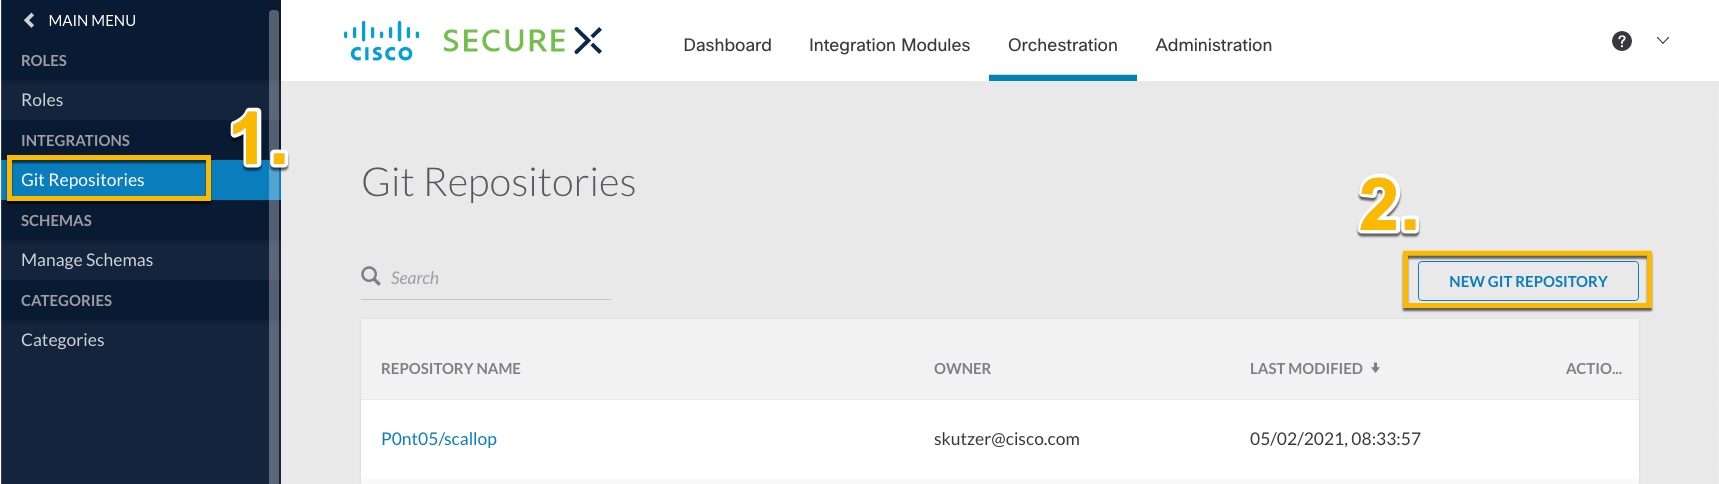 MAIN MENU
ROLES
Roles
INTEGRATIONS
1.
Git Repositories
SCHEMAS
Manage Schemas
CATEGORIES
Categories
CISCO
SECURE X
Dashboard
Integration Modules
Orchestration
Administration
?
Git Repositories
2.
Search
NEW GIT REPOSITORY
REPOSITORY NAME
OWNER
LAST MODIFIED
ACTIO...
P0nt05/scallop
skutzer@cisco.com
05/02/2021, 08:33:57